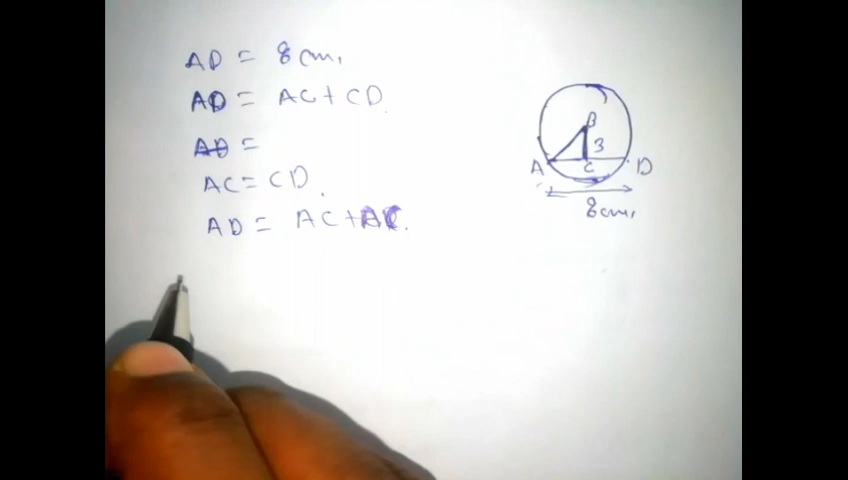 AD = 8cm,
AD = AC + CD.
AD =
AC = CD.
AD = AC + AC.
B
3
A
C
D
8cm,